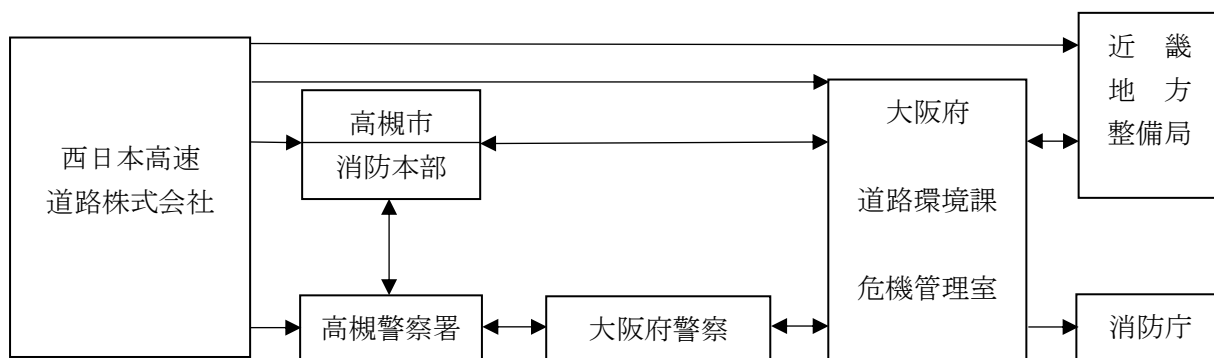 西日本高速
道路株式会社
高槻市
消防本部
高槻警察署
大阪府警察
大阪府
道路環境課
危機管理室
近　畿
地　方
整備局
消防庁